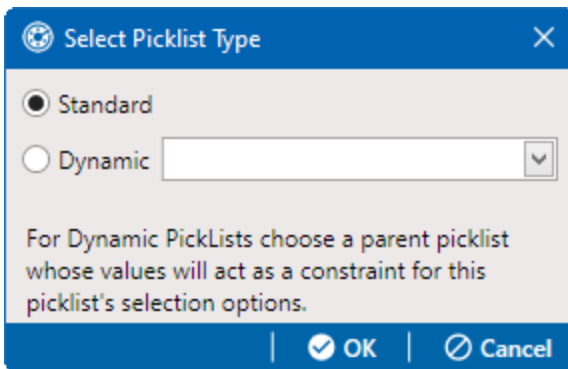 Select Picklist Type
Standard
Dynamic
For Dynamic PickLists choose a parent picklist
whose values will act as a constraint for this
picklist's selection options.
OK
Cancel